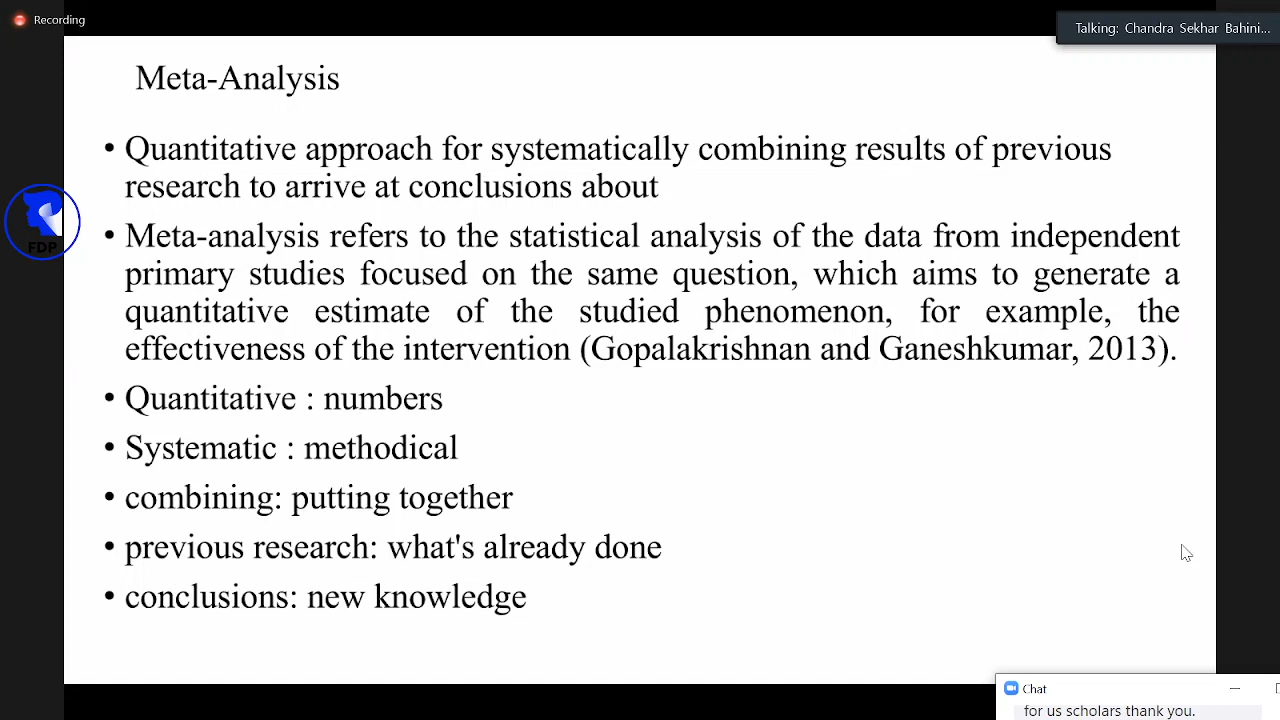 Recording
Talking: Chandra Sekhar Bahini...
Meta-Analysis
• Quantitative approach for systematically combining results of previous
research to arrive at conclusions about
• Meta-analysis refers to the statistical analysis of the data from independent
primary studies focused on the same question, which aims to generate a
quantitative estimate of the studied phenomenon, for example, the
effectiveness of the intervention (Gopalakrishnan and Ganeshkumar, 2013).
• Quantitative : numbers
• Systematic : methodical
• combining: putting together
• previous research: what's already done
• conclusions: new knowledge
FDP
Chat
for us scholars thank you.